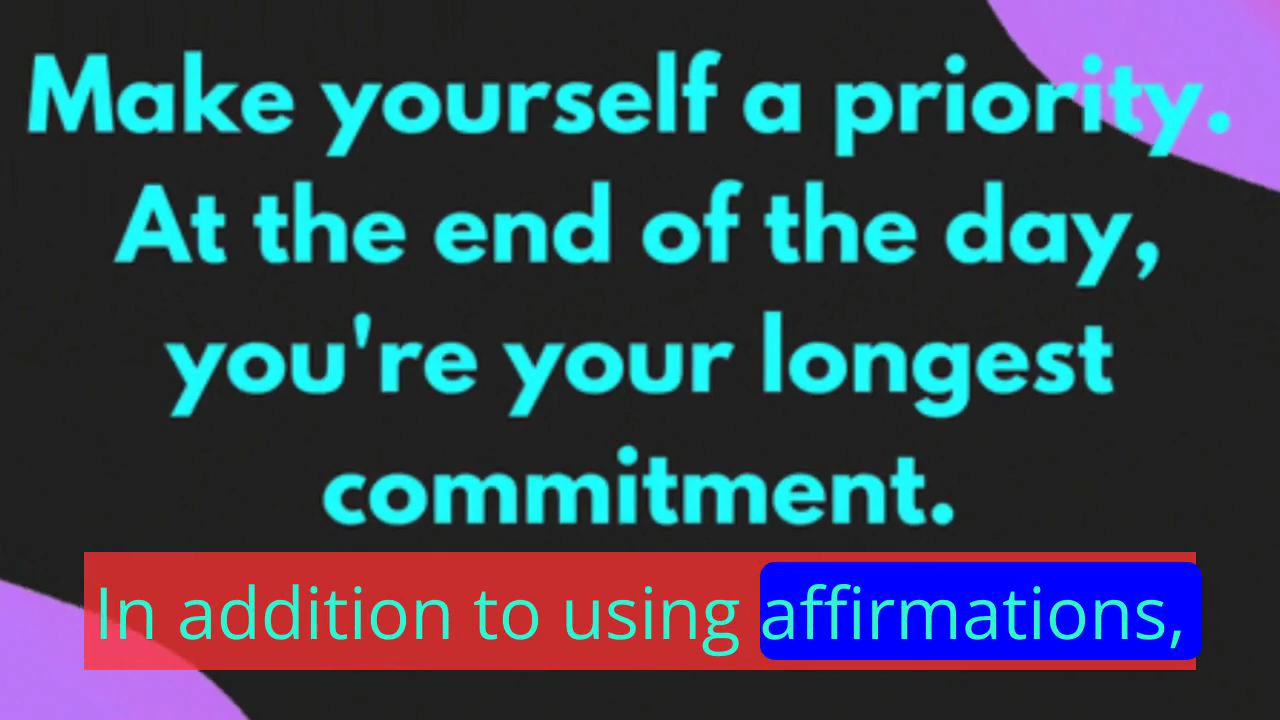 Make yourself a priority.
At the end of the day,
you're your longest
commitment.
In addition to using affirmations,